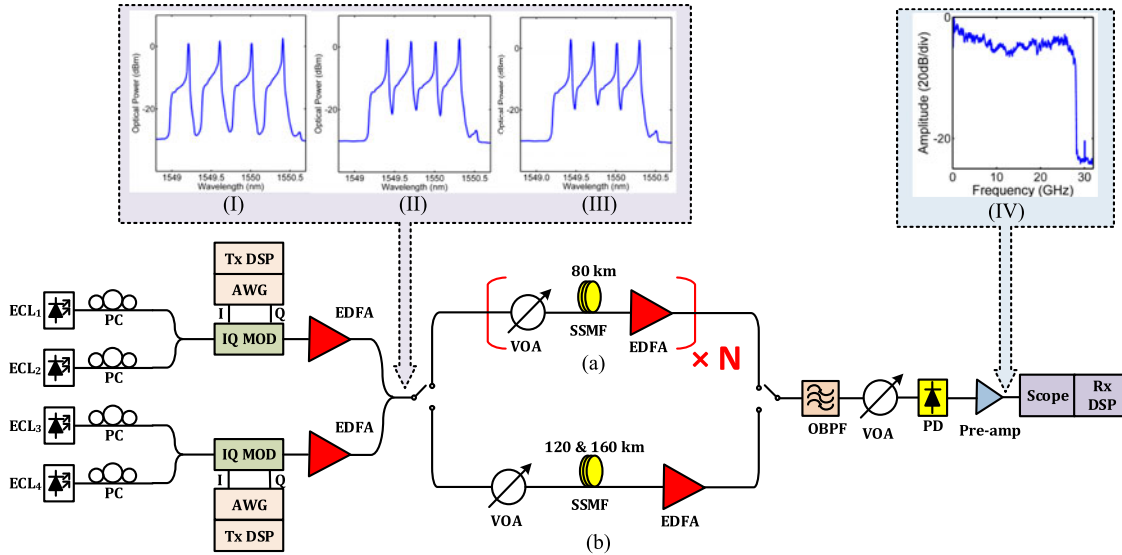 Optical Power (dBm)
0
-20
1549
1549.5
1550
1550.5
Wavelength (nm)
(I)
Optical Power (dBm)
0
-20
1549
1549.5
1550
1550.5
Wavelength (nm)
(II)
Optical Power (dBm)
0
-20
1549.0
1549.5
1550
1550.5
Wavelength (nm)
(III)
Amplitude (20dB/div)
0
-20
0
10
20
30
Frequency (GHz)
(IV)
Tx DSP
AWG
I
Q
IQ MOD
EDFA
ECL1
PC
ECL2
PC
ECL3
PC
ECL4
PC
EDFA
IQ MOD
I
Q
AWG
Tx DSP
80 km
VOA
SSMF
EDFA
× N
(a)
120 & 160 km
VOA
SSMF
EDFA
(b)
OBPF
VOA
PD
Pre-amp
Scope
Rx
DSP